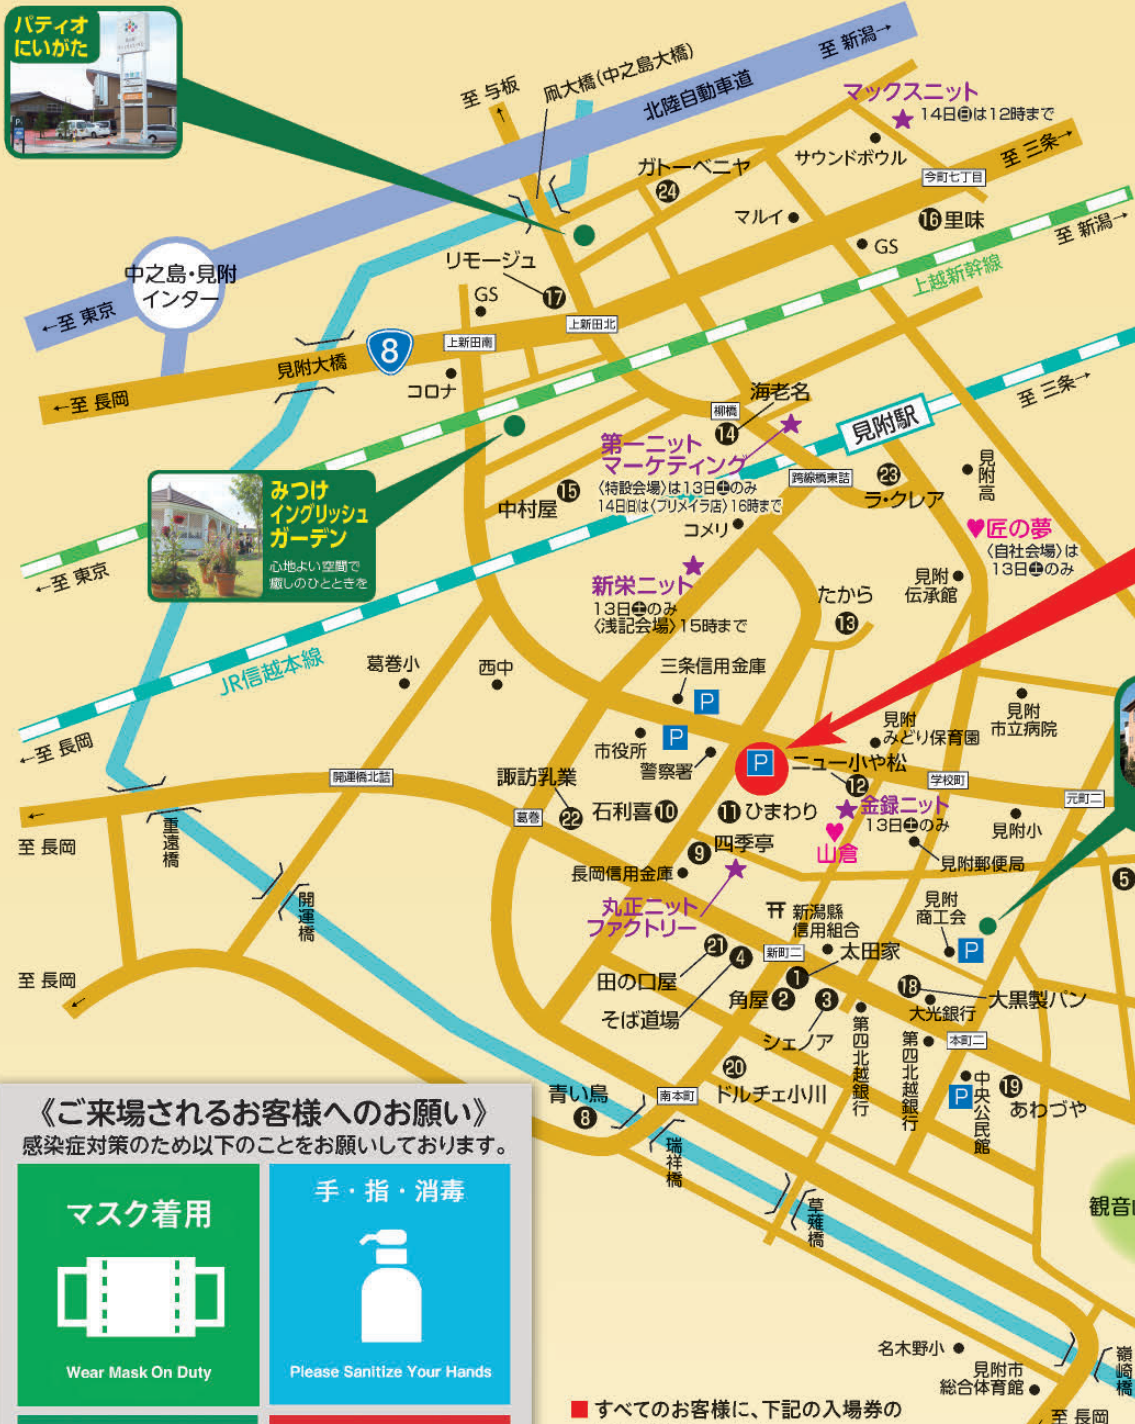 パティオ
にいがた
至 与板
凧大橋(中之島大橋)
北陸自動車道
至 新潟→
マックスニット
14日㊐は12時まで
サウンドボウル
至 三条→
今町七丁目
ガトーベニヤ
24
マルイ
16 里味
GS
至 新潟→
上越新幹線
中之島・見附
インター
←至 東京
リモージュ
GS
17
上新田北
上新田南
8
見附大橋
←至 長岡
コロナ
海老名
柳橋
14
見附駅
至 三条→
第一ニット
マーケティング
〈特設会場〉は13日㊏のみ
14日㊐は〈プリメイラ店〉16時まで
跨線橋東詰
23
ラ・クレア
見附高
みつけ
イングリッシュ
ガーデン
心地よい空間で
癒しのひとときを
15
中村屋
コメリ
♥匠の夢
〈自社会場〉は
13日㊏のみ
←至 東京
新栄ニット
13日㊏のみ
〈浅記会場〉15時まで
たから
13
見附
伝承館
JR信越本線
葛巻小
西中
三条信用金庫
P
見附
市立病院
←至 長岡
市役所
P
警察署
P
見附
みどり保育園
ニュー小や松
12
学校町
元町二
開運橋北詰
諏訪乳業
葛巻
22
石利喜 10
11 ひまわり
金録ニット
13日㊏のみ
見附小
至 長岡
重遠橋
9 四季亭
山倉
見附郵便局
長岡信用金庫
5
開運橋
丸正ニット
ファクトリー
新潟縣
信用組合
見附
商工会
P
至 長岡
21
4
新町二
太田家
田の口屋
1
角屋 2
3
18
大黒製パン
大光銀行
そば道場
シェノア
第四北越銀行
第四北越銀行
本町二
20
ドルチェ小川
P
中央公民館
19
あわづや
青い鳥
8
南本町
瑞祥橋
草薙橋
観音山
《ご来場されるお客様へのお願い》
感染症対策のため以下のことをお願いしております。
マスク着用
Wear Mask On Duty
手・指・消毒
Please Sanitize Your Hands
名木野小
見附市
総合体育館
嶺崎橋
至 長岡
■ すべてのお客様に、下記の入場券の